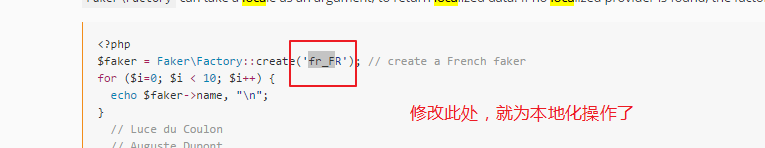 Faker\Factory can take a locale as an argument, to return localized data. If no localized provider is found, the factor
<?php
$faker = Faker\Factory::create('fr_FR'); // create a French faker
for ($i=0; $i < 10; $i++) {
  echo $faker->name, "\n";
}
修改此处，就为本地化操作了
  // Luce du Coulon
  // Auguste Dupont